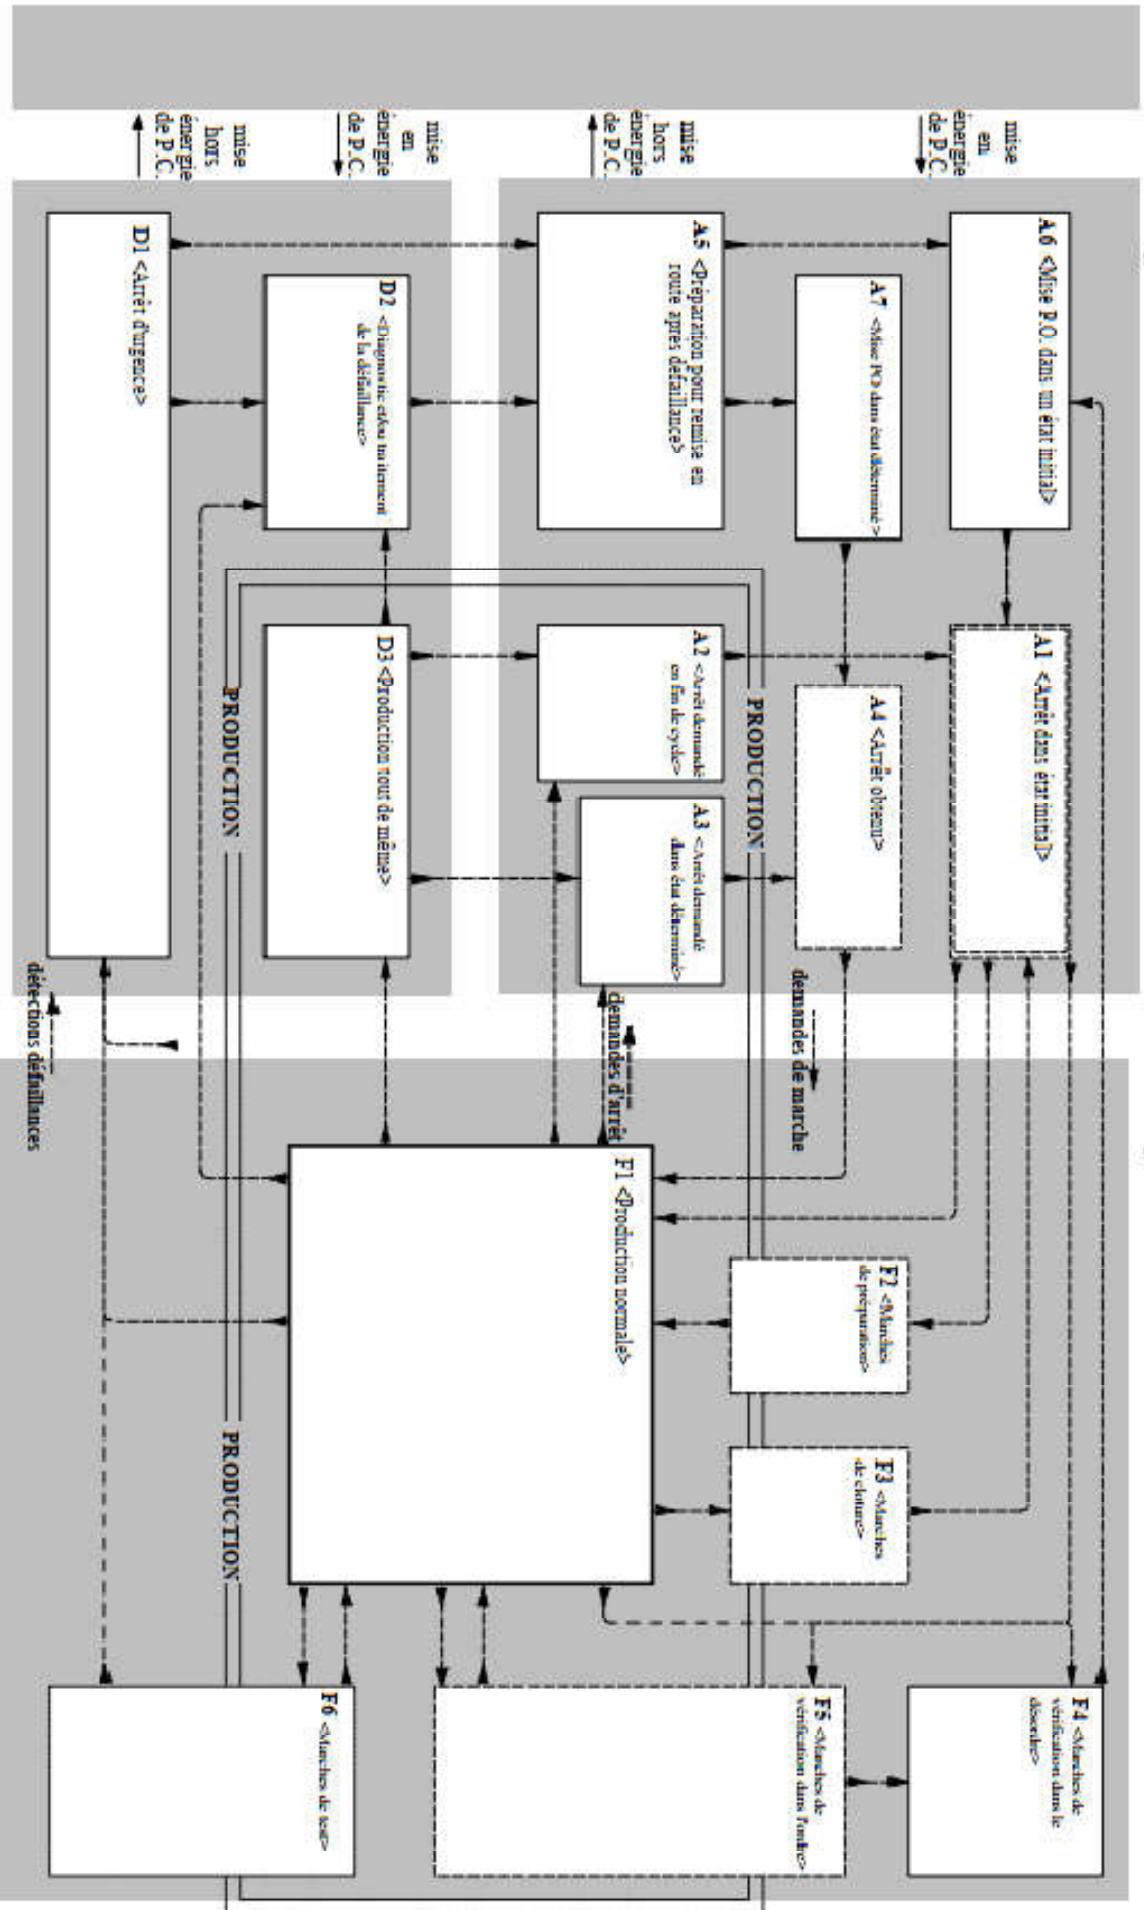 mise
en
énergie
de P.C.
A6 <Mise P.O. dans un état initial>
A1 <Arrêt dans état initial>
F4 <Marches de
vérification dans le
désordre>
A7 <Mise PO dans état déterminé>
A4 <Arrêt obtenu>
demandes de marche
F2 <Marches
de préparation>
F3 <Marches
de cloture>
F5 <Marches de
vérification dans l'ordre>
mise
hors
énergie
de P.C.
A5 <Préparation pour remise en
route après défaillance>
PRODUCTION
A2 <Arrêt demandé
en fin de cycle>
A3 <Arrêt demandé
dans état déterminé>
demandes d'arrêt
F1 <Production normale>
mise
en
énergie
de P.C.
D2 <Diagnostic et/ou traitement
de la défaillance>
D3 <Production tout de même>
F6 <Marches de test>
PRODUCTION
PRODUCTION
mise
hors
énergie
de P.C.
D1 <Arrêt d'urgence>
détections défaillances